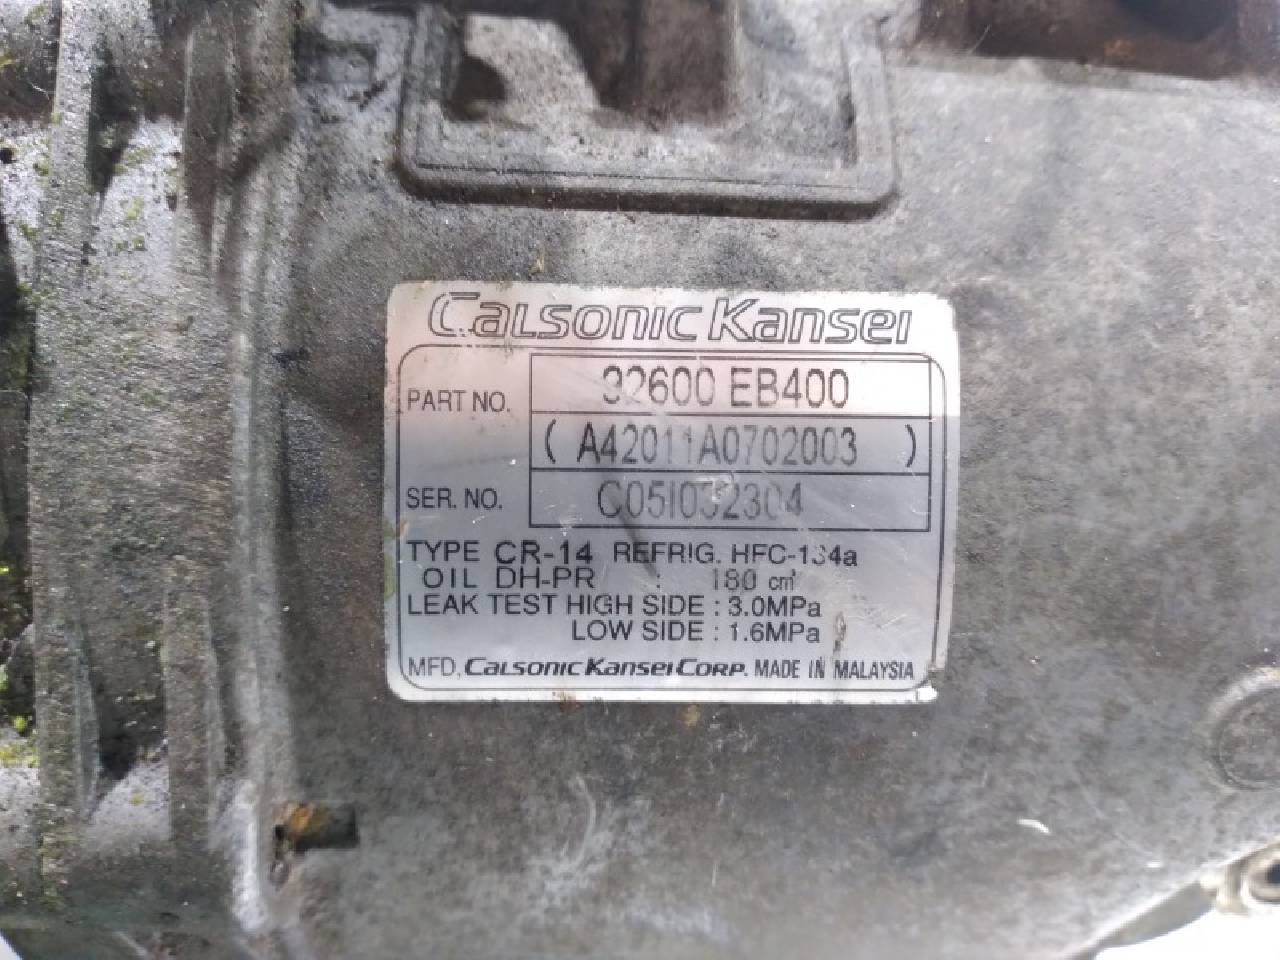 Calsonic Kansei
PART NO. 92600 EB400
( A42011A0702003 )
SER. NO. C05I032304
TYPE CR-14 REFRIG. HFC-134a
OIL DH-PR : 180 cm³
LEAK TEST HIGH SIDE : 3.0MPa
LOW SIDE : 1.6MPa
MFD. Calsonic Kansei Corp. MADE IN MALAYSIA